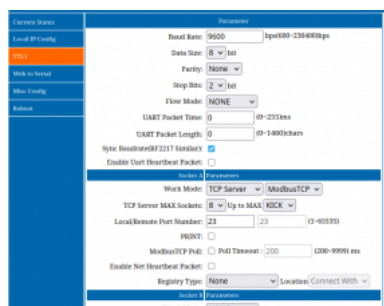 Current Status
Local IP Config
TTL1
Web to Serial
Misc Config
Reboot
Parameter
Baud Rate: 9600 bps(600~230400)bps
Data Size: 8 bit
Parity: None
Stop Bits: 2 bit
Flow Mode: NONE
UART Packet Time: 0 (0~255)ms
UART Packet Length: 0 (0~1460)chars
Sync Baudrate(RF2217 Similar):
Enable Uart Heartbeat Packet:
Socket A Parameters
Work Mode: TCP Server ModbusTCP
TCP Server MAX Sockets: 8 Up to MAX KICK
Local/Remote Port Number: 23 23 (1~65535)
PRINT:
ModbusTCP Poll: Poll Timeout : 200 (200~9999) ms
Enable Net Heartbeat Packet:
Registry Type: None Location Connect With
Socket B Parameters